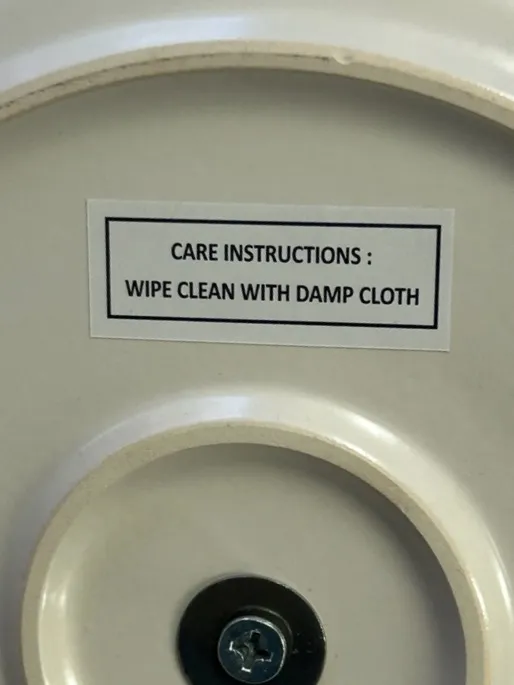 CARE INSTRUCTIONS :
WIPE CLEAN WITH DAMP CLOTH